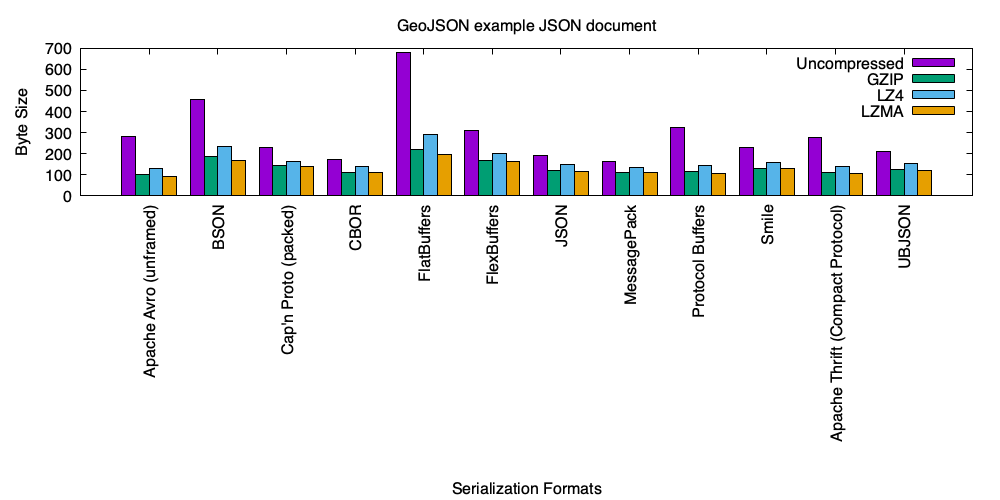 GeoJSON example JSON document
Byte Size
700
600
500
400
300
200
100
0
Uncompressed
GZIP
LZ4
LZMA
Apache Avro (unframed)
BSON
Cap'n Proto (packed)
CBOR
FlatBuffers
FlexBuffers
JSON
MessagePack
Protocol Buffers
Smile
Apache Thrift (Compact Protocol)
UBJSON
Serialization Formats